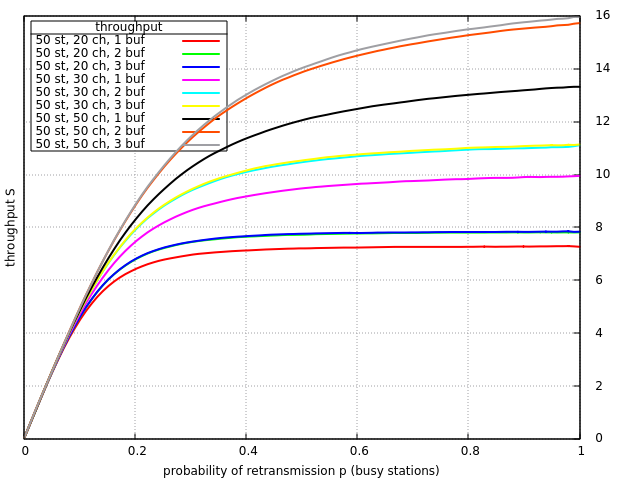 throughput
50 st, 20 ch, 1 buf
50 st, 20 ch, 2 buf
50 st, 20 ch, 3 buf
50 st, 30 ch, 1 buf
50 st, 30 ch, 2 buf
50 st, 30 ch, 3 buf
50 st, 50 ch, 1 buf
50 st, 50 ch, 2 buf
50 st, 50 ch, 3 buf
throughput S
16
14
12
10
8
6
4
2
0
0 0.2 0.4 0.6 0.8 1
probability of retransmission p (busy stations)